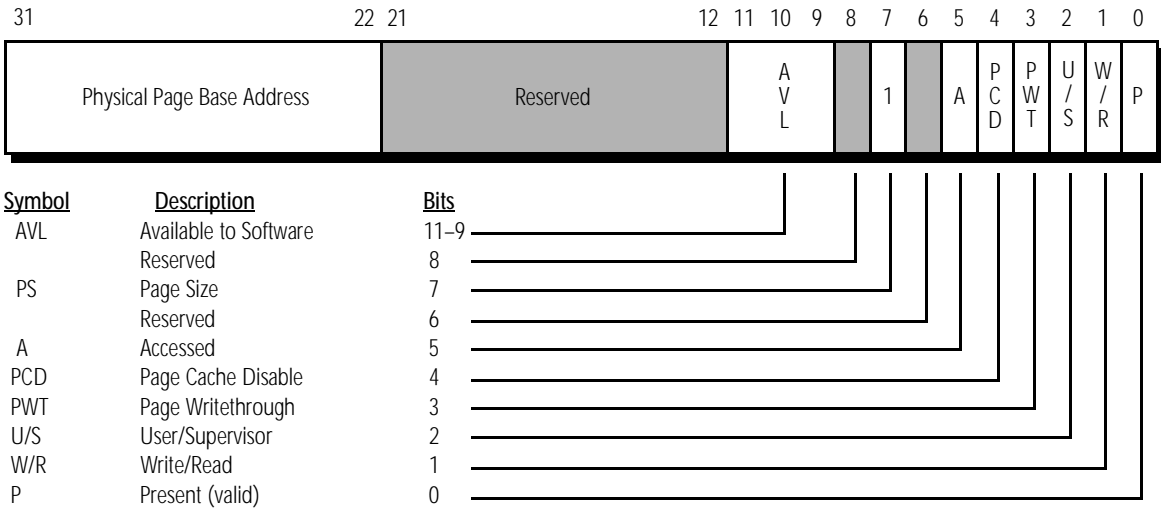 31 22 21 12 11 10 9 8 7 6 5 4 3 2 1 0
Physical Page Base Address Reserved AVL 1 A PCD PWT U/S W/R P
Symbol Description Bits
AVL Available to Software 11–9
Reserved 8
PS Page Size 7
Reserved 6
A Accessed 5
PCD Page Cache Disable 4
PWT Page Writethrough 3
U/S User/Supervisor 2
W/R Write/Read 1
P Present (valid) 0